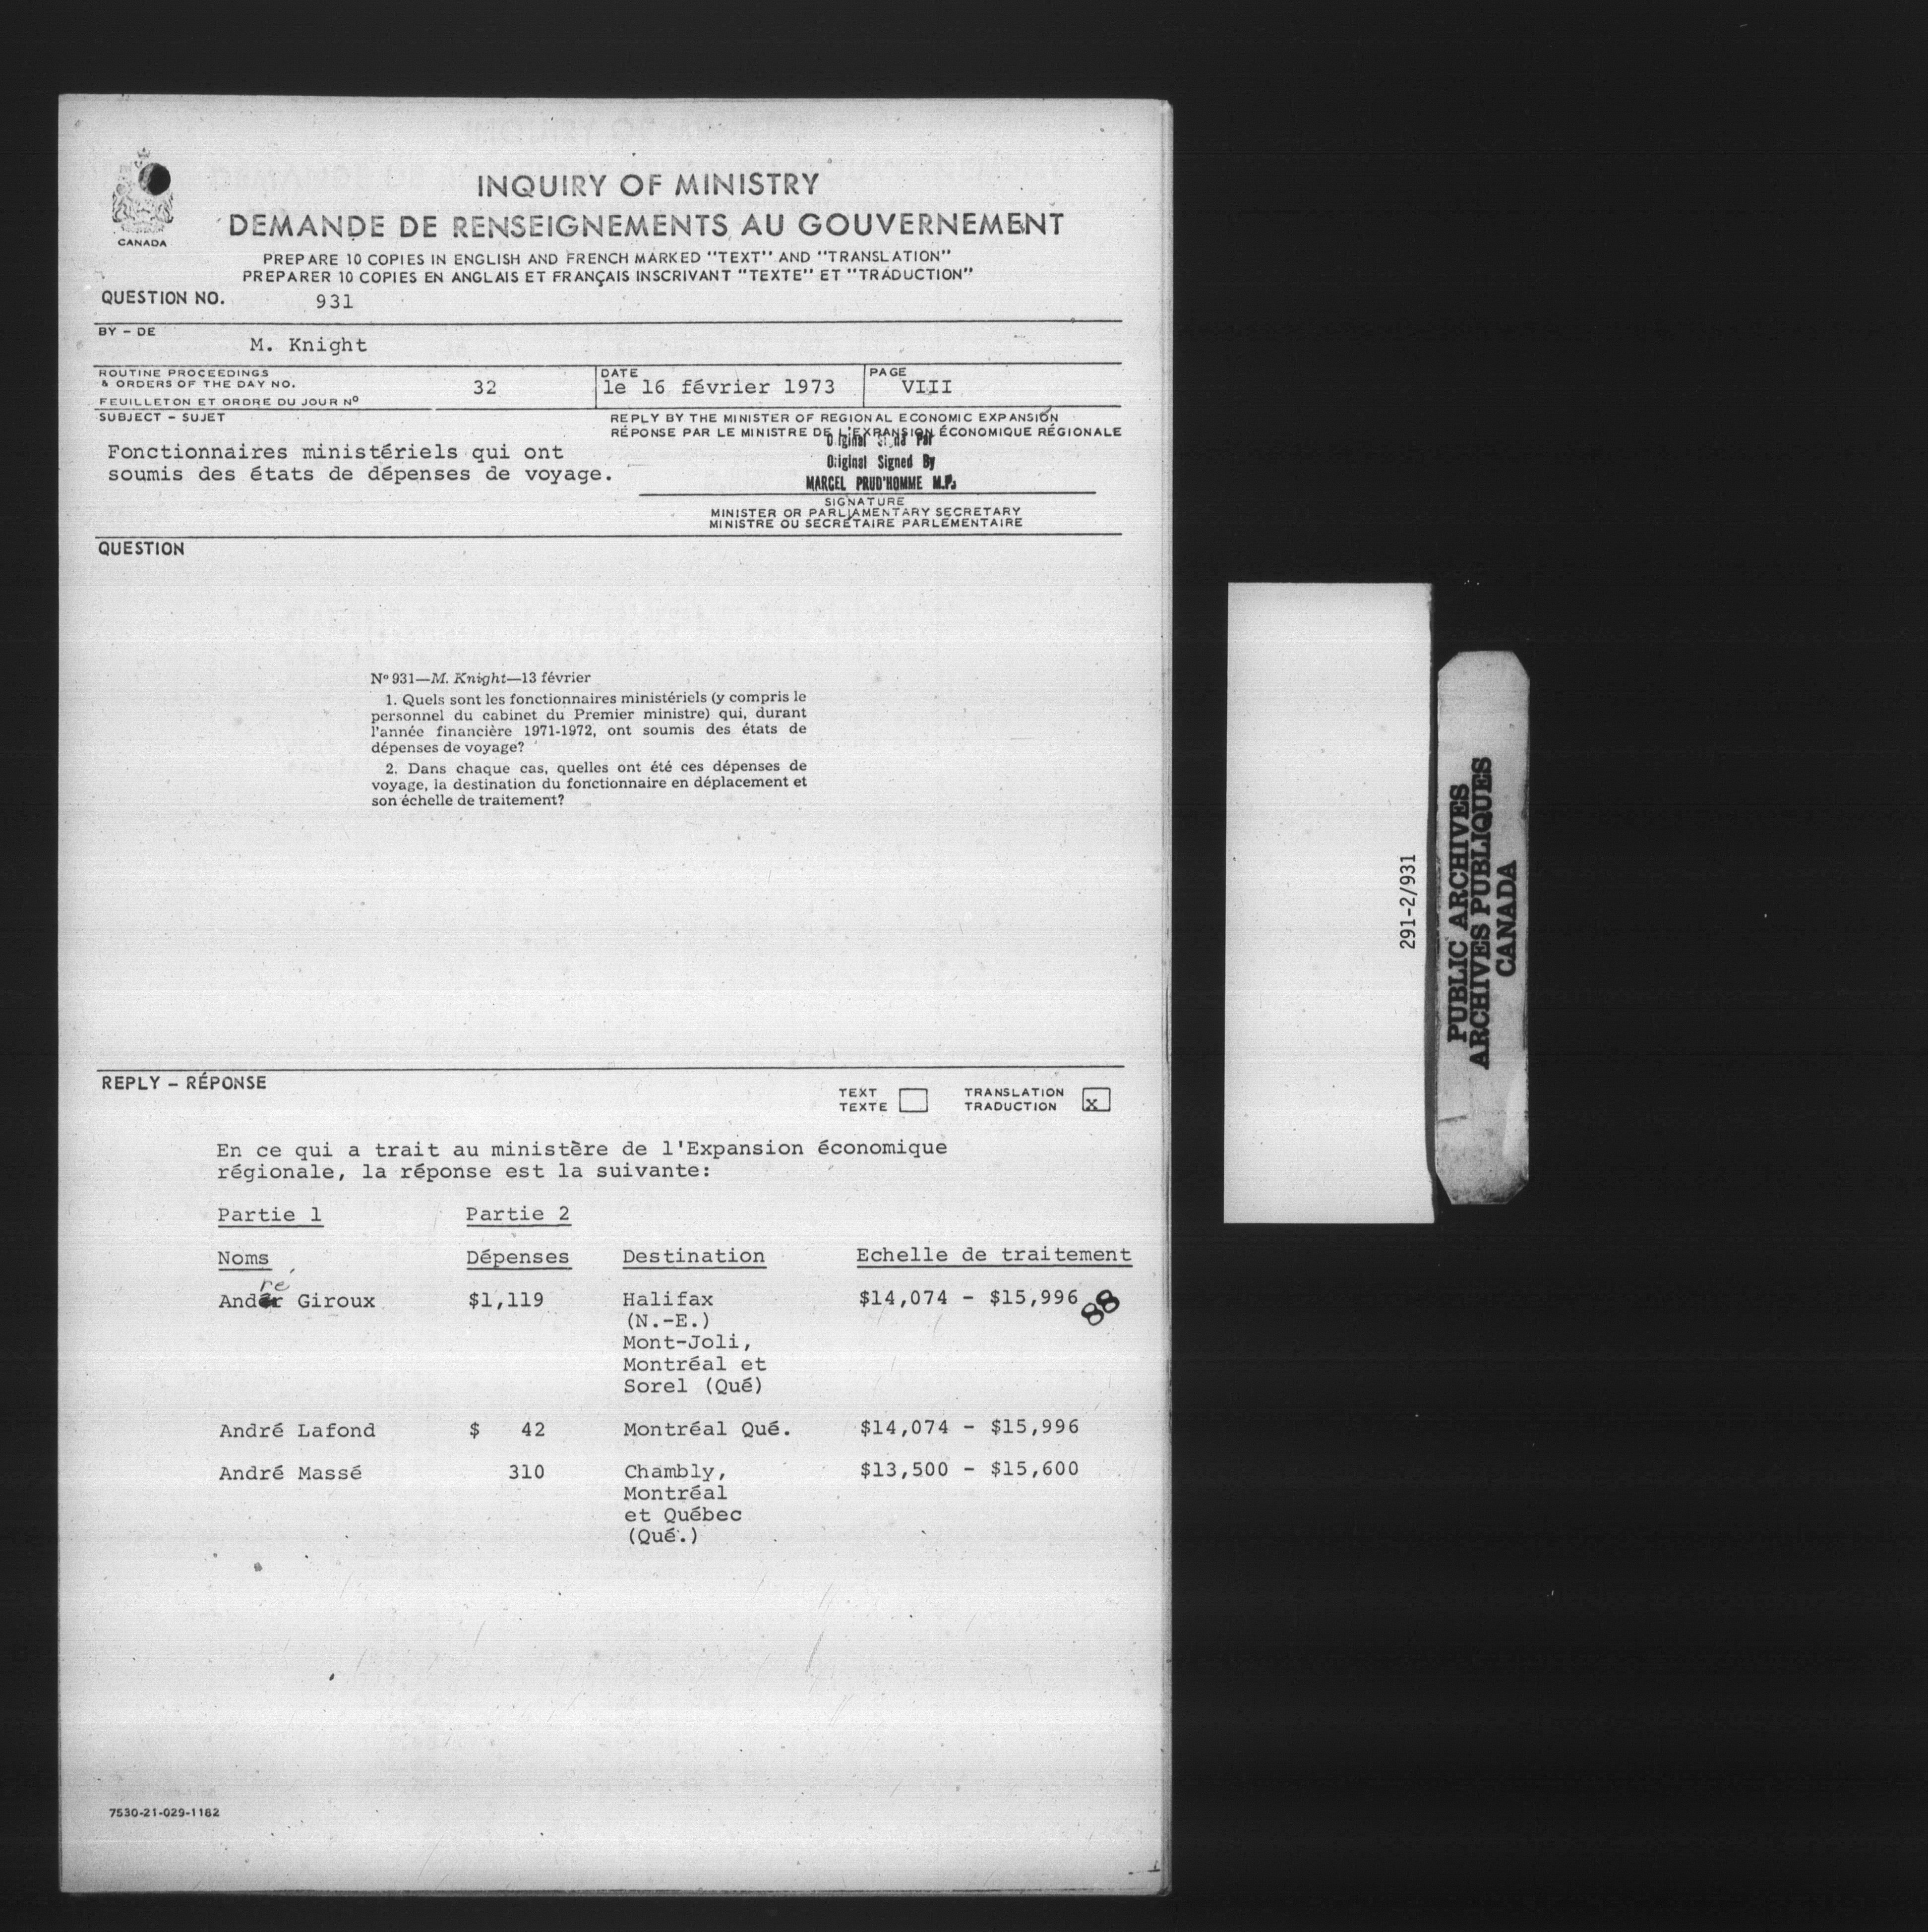 CANADA
INQUIRY OF MINISTRY
DEMANDE DE RENSEIGNEMENTS AU GOUVERNEMENT
PREPARE 10 COPIES IN ENGLISH AND FRENCH MARKED "TEXT" AND "TRANSLATION"
PREPARER 10 COPIES EN ANGLAIS ET FRANÇAIS INSCRIVANT "TEXTE" ET "TRADUCTION"
QUESTION NO. 931
BY - DE
M. Knight
ROUTINE PROCEEDINGS
& ORDERS OF THE DAY NO.
FEUILLETON ET ORDRE DU JOUR Nº
32
DATE
le 16 février 1973
PAGE
VIII
SUBJECT - SUJET
Fonctionnaires ministériels qui ont
soumis des états de dépenses de voyage.
REPLY BY THE MINISTER OF REGIONAL ECONOMIC EXPANSION
RÉPONSE PAR LE MINISTRE DE L'EXPANSION ÉCONOMIQUE RÉGIONALE
Original Par
Original Signed By
MARCEL PRUD'HOMME M.P.
SIGNATURE
MINISTER OR PARLIAMENTARY SECRETARY
MINISTRE OU SECRÉTAIRE PARLEMENTAIRE
QUESTION
Nº 931—M. Knight—13 février
1. Quels sont les fonctionnaires ministériels (y compris le
personnel du cabinet du Premier ministre) qui, durant
l'année financière 1971-1972, ont soumis des états de
dépenses de voyage?
2. Dans chaque cas, quelles ont été ces dépenses de
voyage, la destination du fonctionnaire en déplacement et
son échelle de traitement?
REPLY - RÉPONSE
TEXT
TEXTE
TRANSLATION
TRADUCTION
x
En ce qui a trait au ministère de l'Expansion économique
régionale, la réponse est la suivante:
Partie 1 Partie 2
Noms Dépenses Destination Echelle de traitement
ré
Ander Giroux $1,119 Halifax $14,074 - $15,996
88
(N.-E.)
Mont-Joli,
Montréal et
Sorel (Qué)
André Lafond $ 42 Montréal Qué. $14,074 - $15,996
André Massé 310 Chambly, $13,500 - $15,600
Montréal
et Québec
(Qué.)
7530-21-029-1182
291-2/931
PUBLIC ARCHIVES
ARCHIVES PUBLIQUES
CANADA